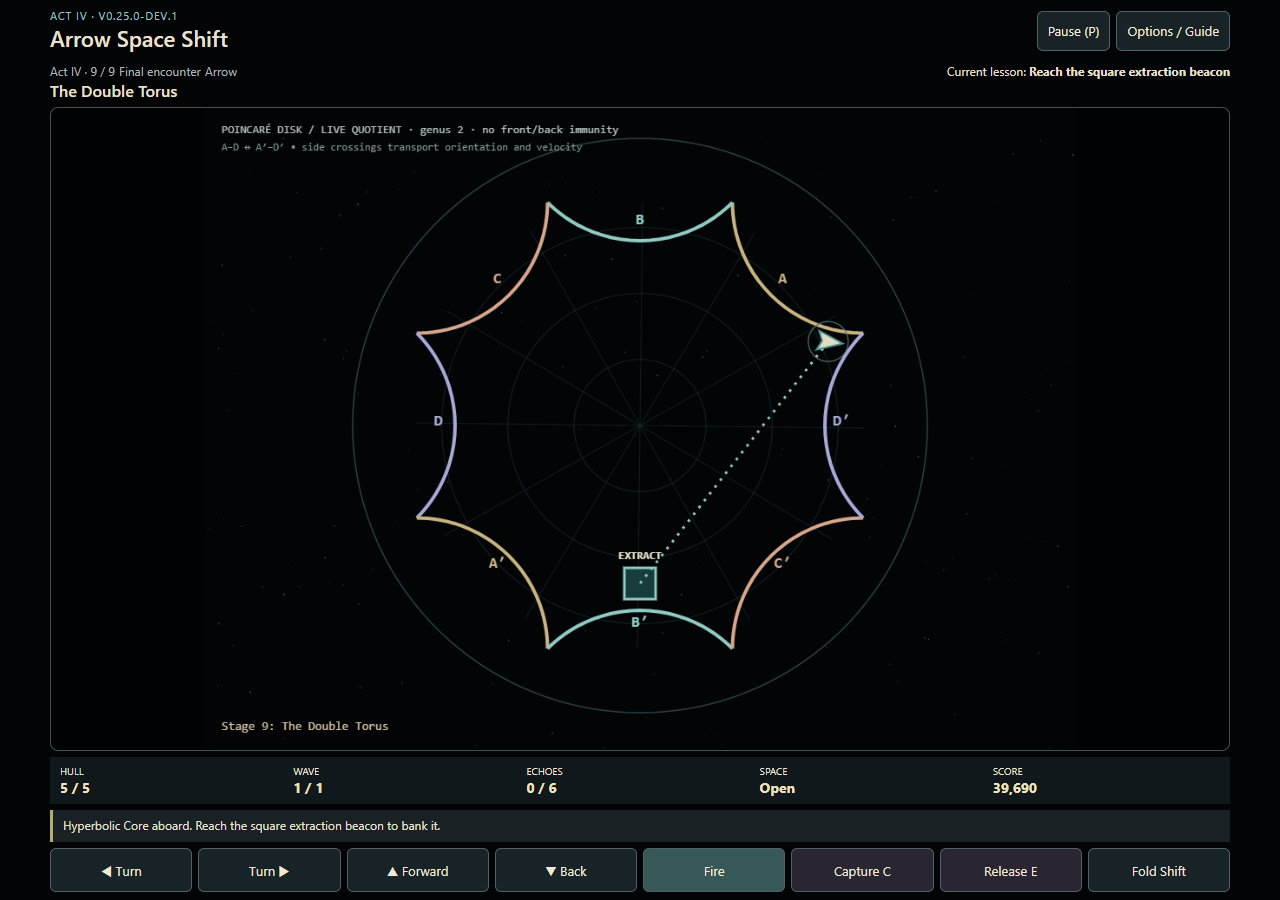 ACT IV · V0.25.0-DEV.1
Arrow Space Shift
Pause (P)
Options / Guide
Act IV · 9 / 9 Final encounter Arrow
The Double Torus
Current lesson: Reach the square extraction beacon
POINCARÉ DISK / LIVE QUOTIENT · genus 2 · no front/back immunity
A–D ↔ A′–D′ • side crossings transport orientation and velocity
B
C
A
D
D′
EXTRACT
A′
C′
B′
Stage 9: The Double Torus
HULL
5 / 5
WAVE
1 / 1
ECHOES
0 / 6
SPACE
Open
SCORE
39,690
Hyperbolic Core aboard. Reach the square extraction beacon to bank it.
◀ Turn
Turn ▶
▲ Forward
▼ Back
Fire
Capture C
Release E
Fold Shift